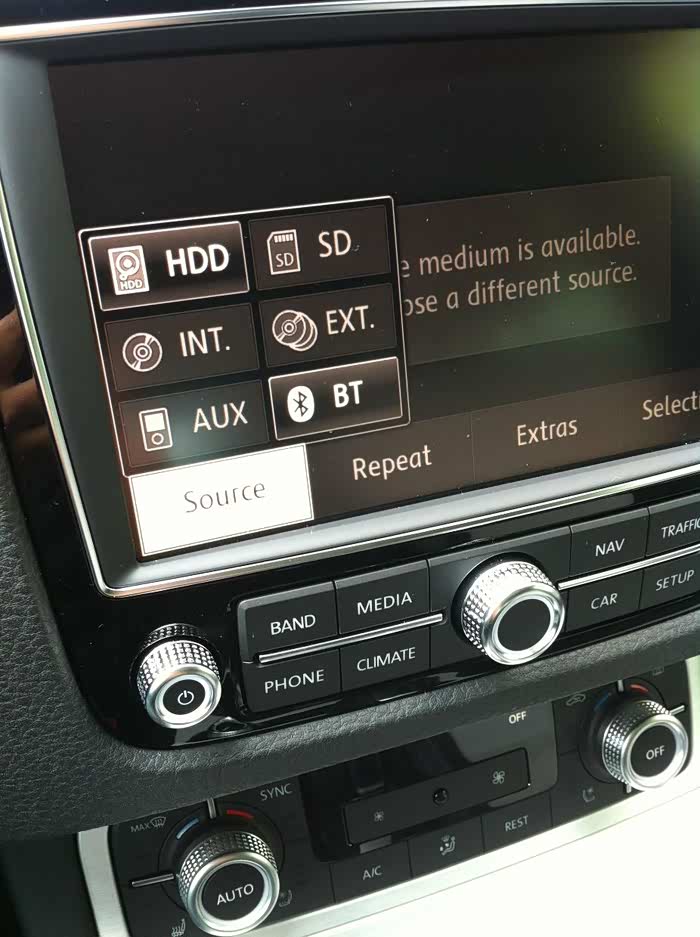 HDD
HDD
SD
SD
e medium is available.
ose a different source.
INT.
EXT.
AUX
BT
Source
Repeat
Extras
Select
BAND
MEDIA
NAV
TRAFFIC
PHONE
CLIMATE
CAR
SETUP
OFF
OFF
SYNC
MAX
AUTO
A/C
REST